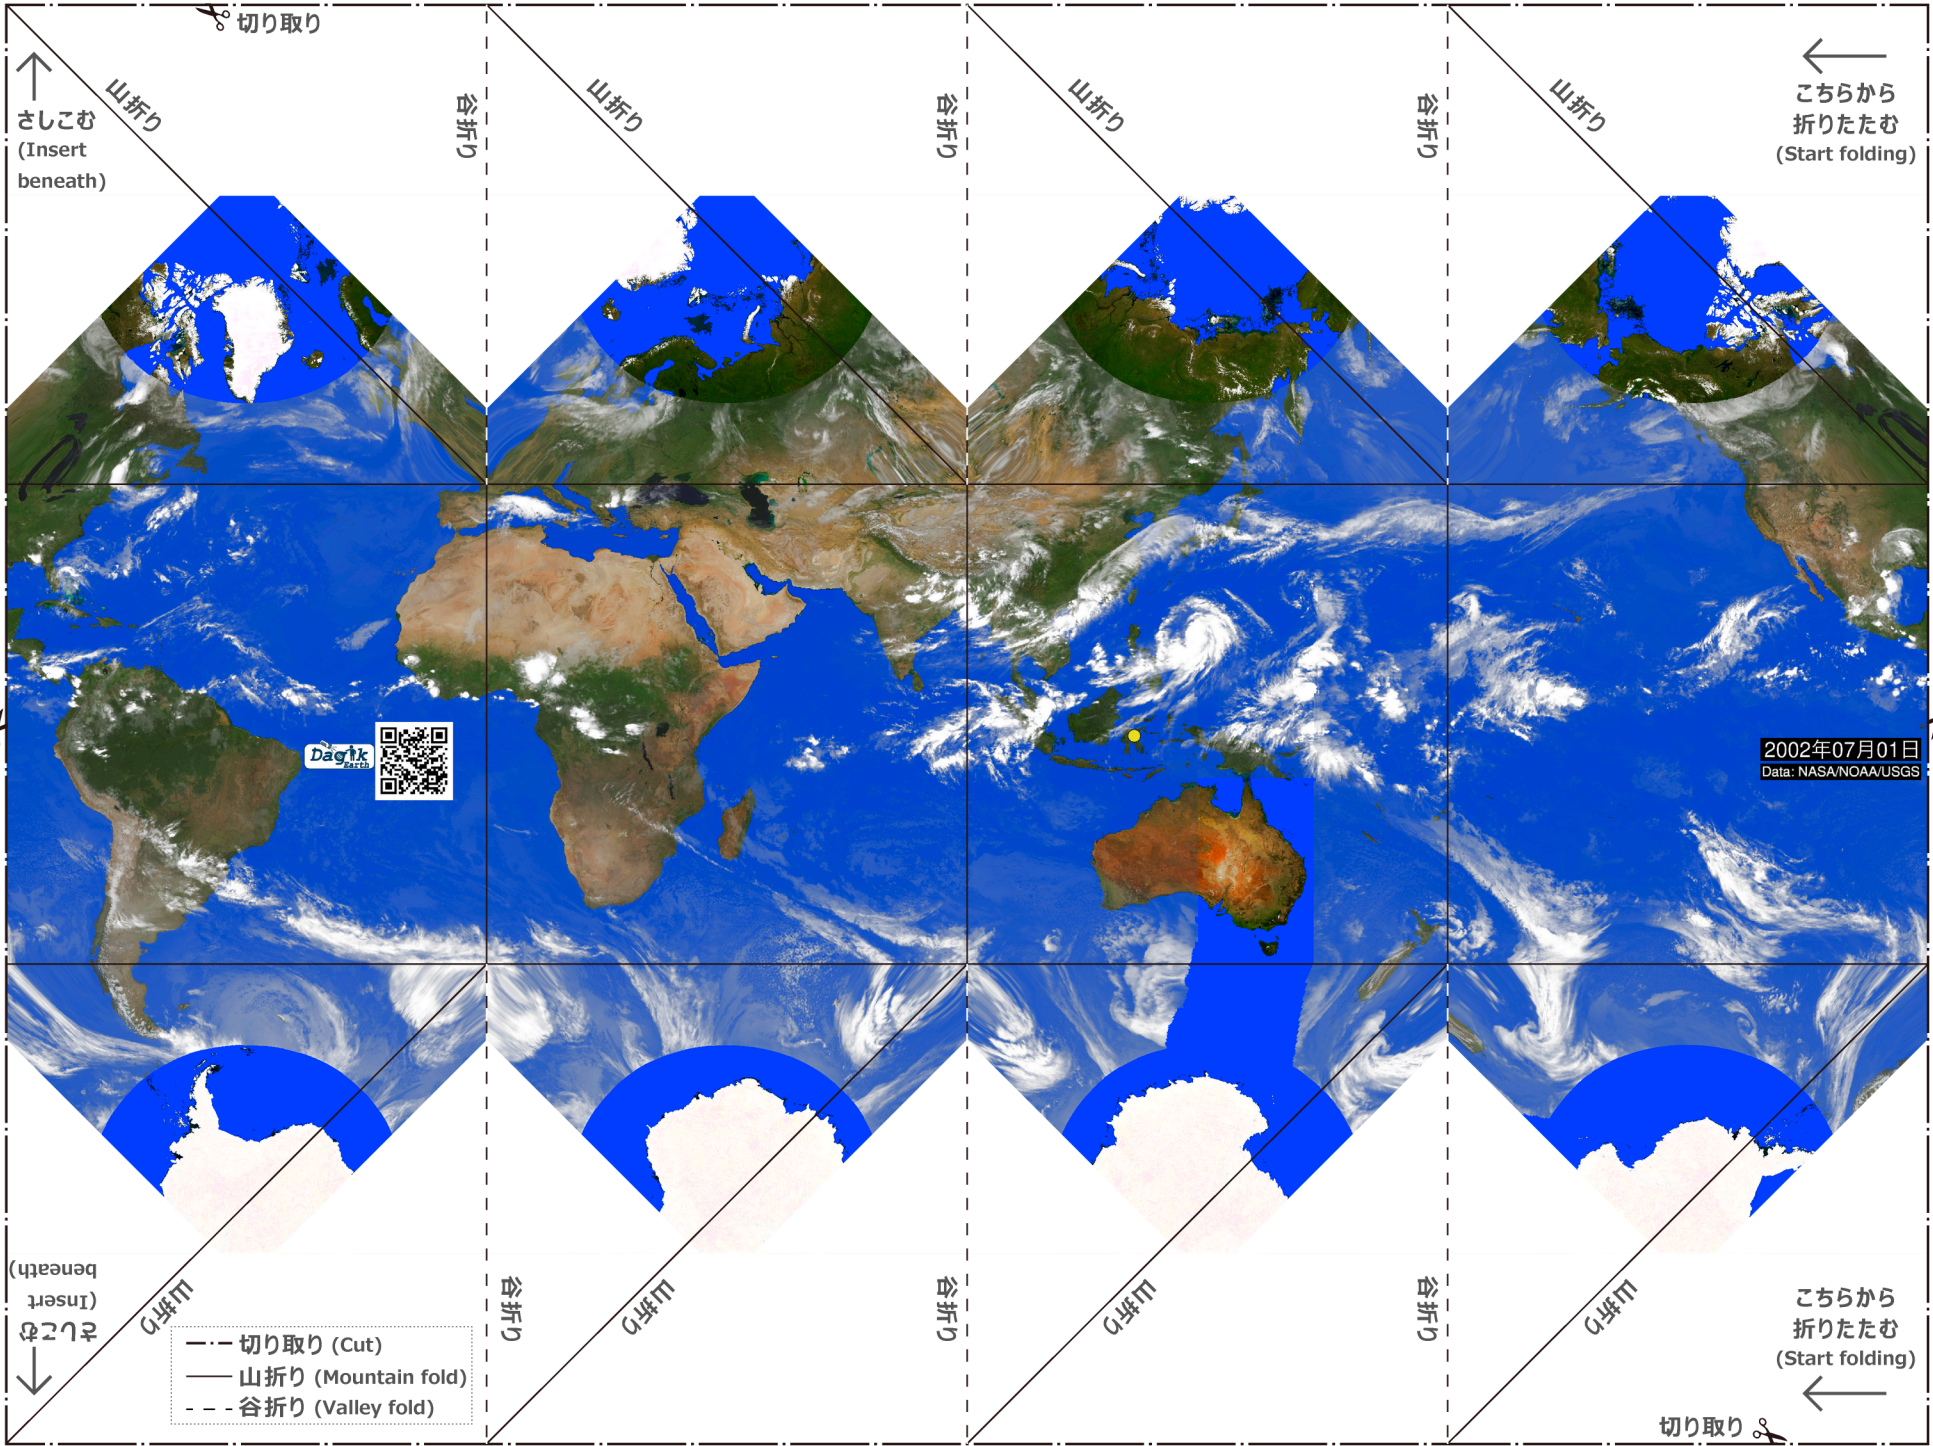 切り取り
山折り
谷折り
山折り
谷折り
山折り
谷折り
山折り
さしこむ
(Insert
beneath)
こちらから
折りたたむ
(Start folding)
Dagik
Earth
2002年07月01日
Data: NASA/NOAA/USGS
さしこむ
(Insert
beneath)
山折り
谷折り
山折り
谷折り
山折り
谷折り
山折り
切り取り (Cut)
山折り (Mountain fold)
谷折り (Valley fold)
こちらから
折りたたむ
(Start folding)
切り取り